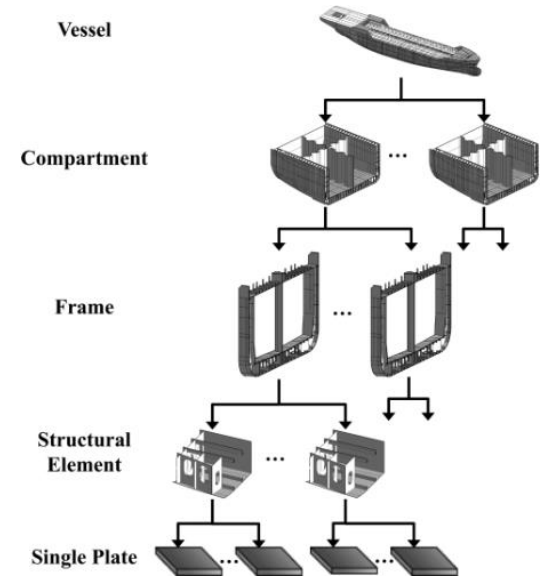 Vessel
Compartment
...
Frame
...
Structural
Element
...
Single Plate
...
...